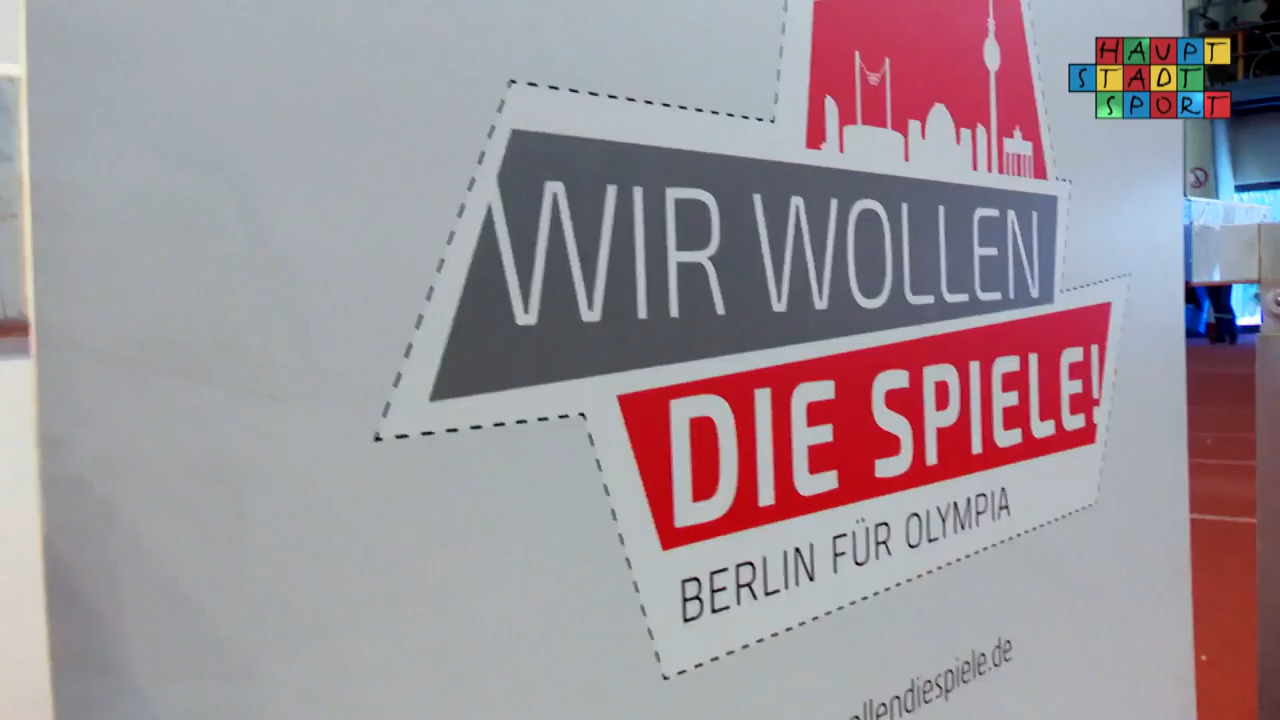 HAUPT
STADT
SPORT
WIR WOLLEN
DIE SPIELE!
BERLIN FÜR OLYMPIA